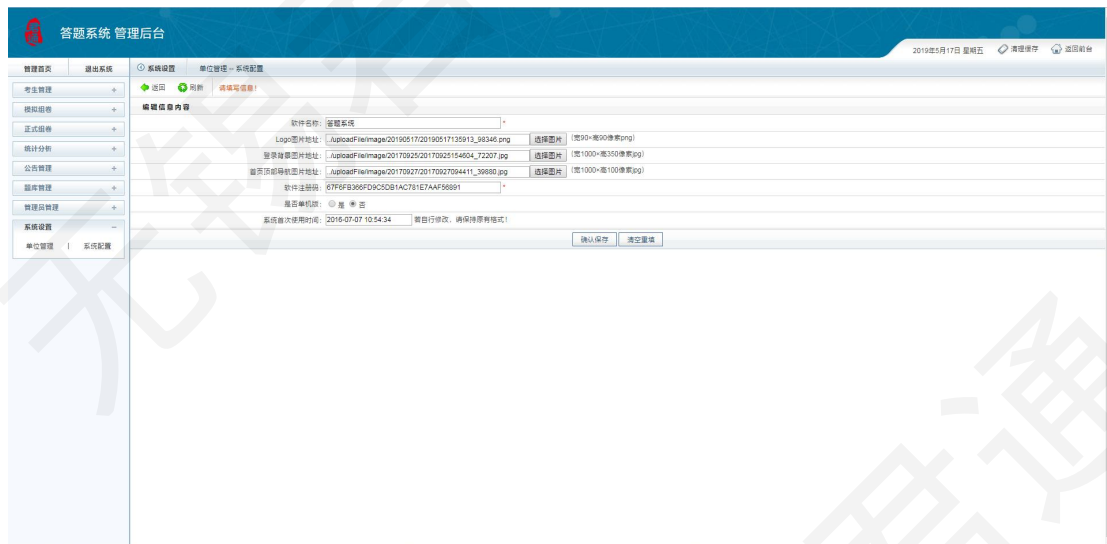 答题系统 管理后台
2019年5月17日 星期五 清理缓存 返回前台
管理首页 退出系统
系统设置 单位管理 - 系统配置
考生管理 +
模拟组卷 +
正式组卷 +
统计分析 +
公告管理 +
题库管理 +
管理员管理 +
系统设置 -
单位管理 | 系统配置
返回 刷新 请填写信息!
编辑信息内容
软件名称: 答题系统 *
Logo图片地址: ../uploadFile/image/20190517/20190517135913_98346.png 选择图片 (宽90×高90像素png)
登录背景图片地址: ../uploadFile/image/20170925/20170925154604_72207.jpg 选择图片 (宽1000×高350像素jpg)
首页顶部导航图片地址: ../uploadFile/image/20170927/20170927094411_39880.jpg 选择图片 (宽1000×高100像素jpg)
软件注册码: 67F6FB366FD9C5DB1AC781E7AAF56891 *
是否单机版: 是 否
系统首次使用时间: 2016-07-07 10:54:34 若自行修改，请保持原有格式!
确认保存 清空重填
无锡君
君通